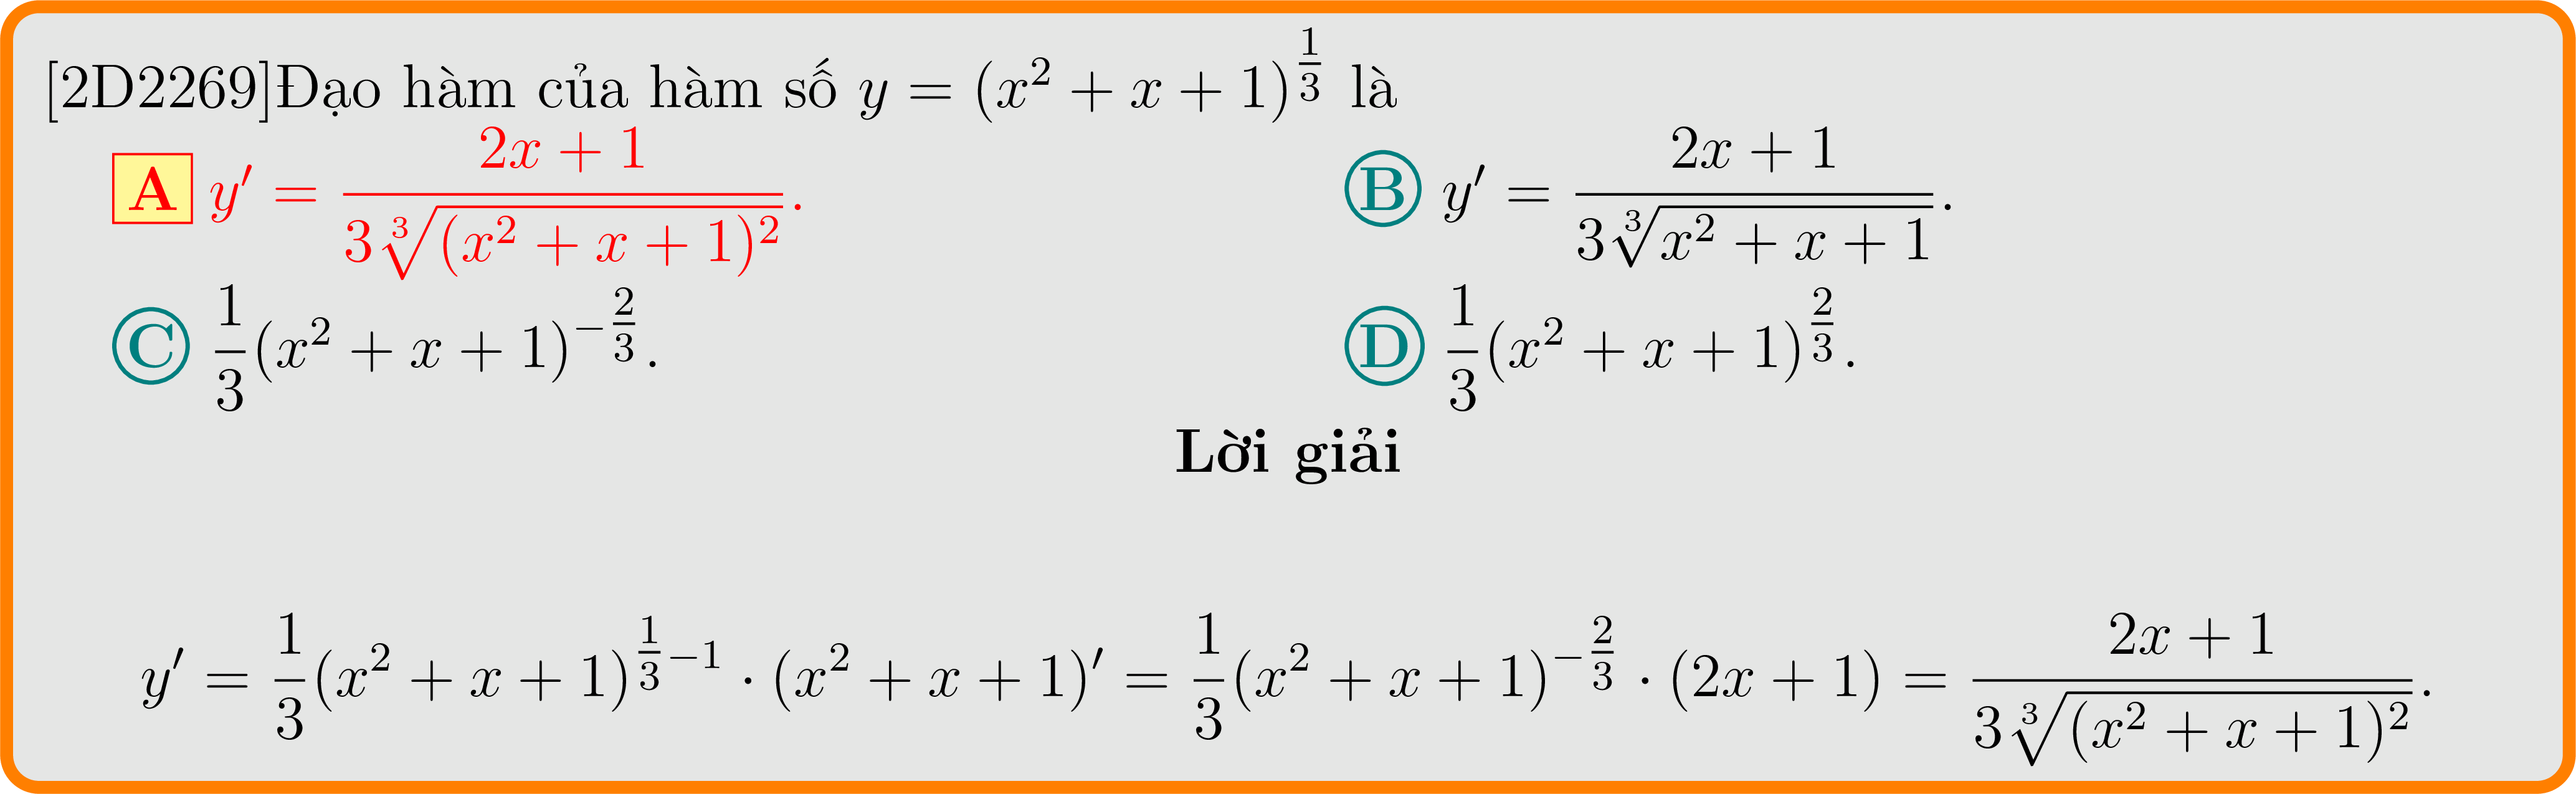 [2D2269]Đạo hàm của hàm số $y = (x^2 + x + 1)^{\frac{1}{3}}$ là
A $y' = \frac{2x + 1}{3\sqrt[3]{(x^2 + x + 1)^2}}$. B $y' = \frac{2x + 1}{3\sqrt[3]{x^2 + x + 1}}$.
C $\frac{1}{3}(x^2 + x + 1)^{-\frac{2}{3}}$. D $\frac{1}{3}(x^2 + x + 1)^{\frac{2}{3}}$.
Lời giải
$y' = \frac{1}{3}(x^2 + x + 1)^{\frac{1}{3}-1} \cdot (x^2 + x + 1)' = \frac{1}{3}(x^2 + x + 1)^{-\frac{2}{3}} \cdot (2x + 1) = \frac{2x + 1}{3\sqrt[3]{(x^2 + x + 1)^2}}$.